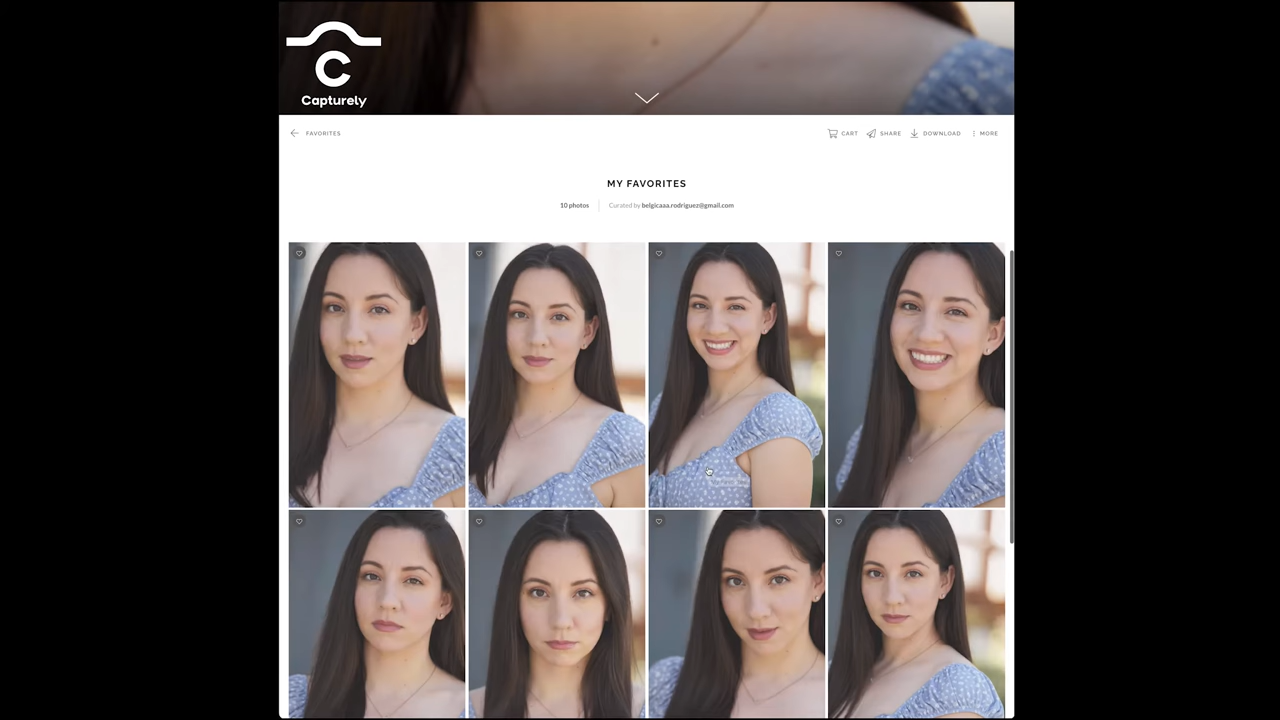 C
Capturely
FAVORITES
CART SHARE DOWNLOAD MORE
MY FAVORITES
10 photos Curated by belgicaaa.rodriguez@gmail.com